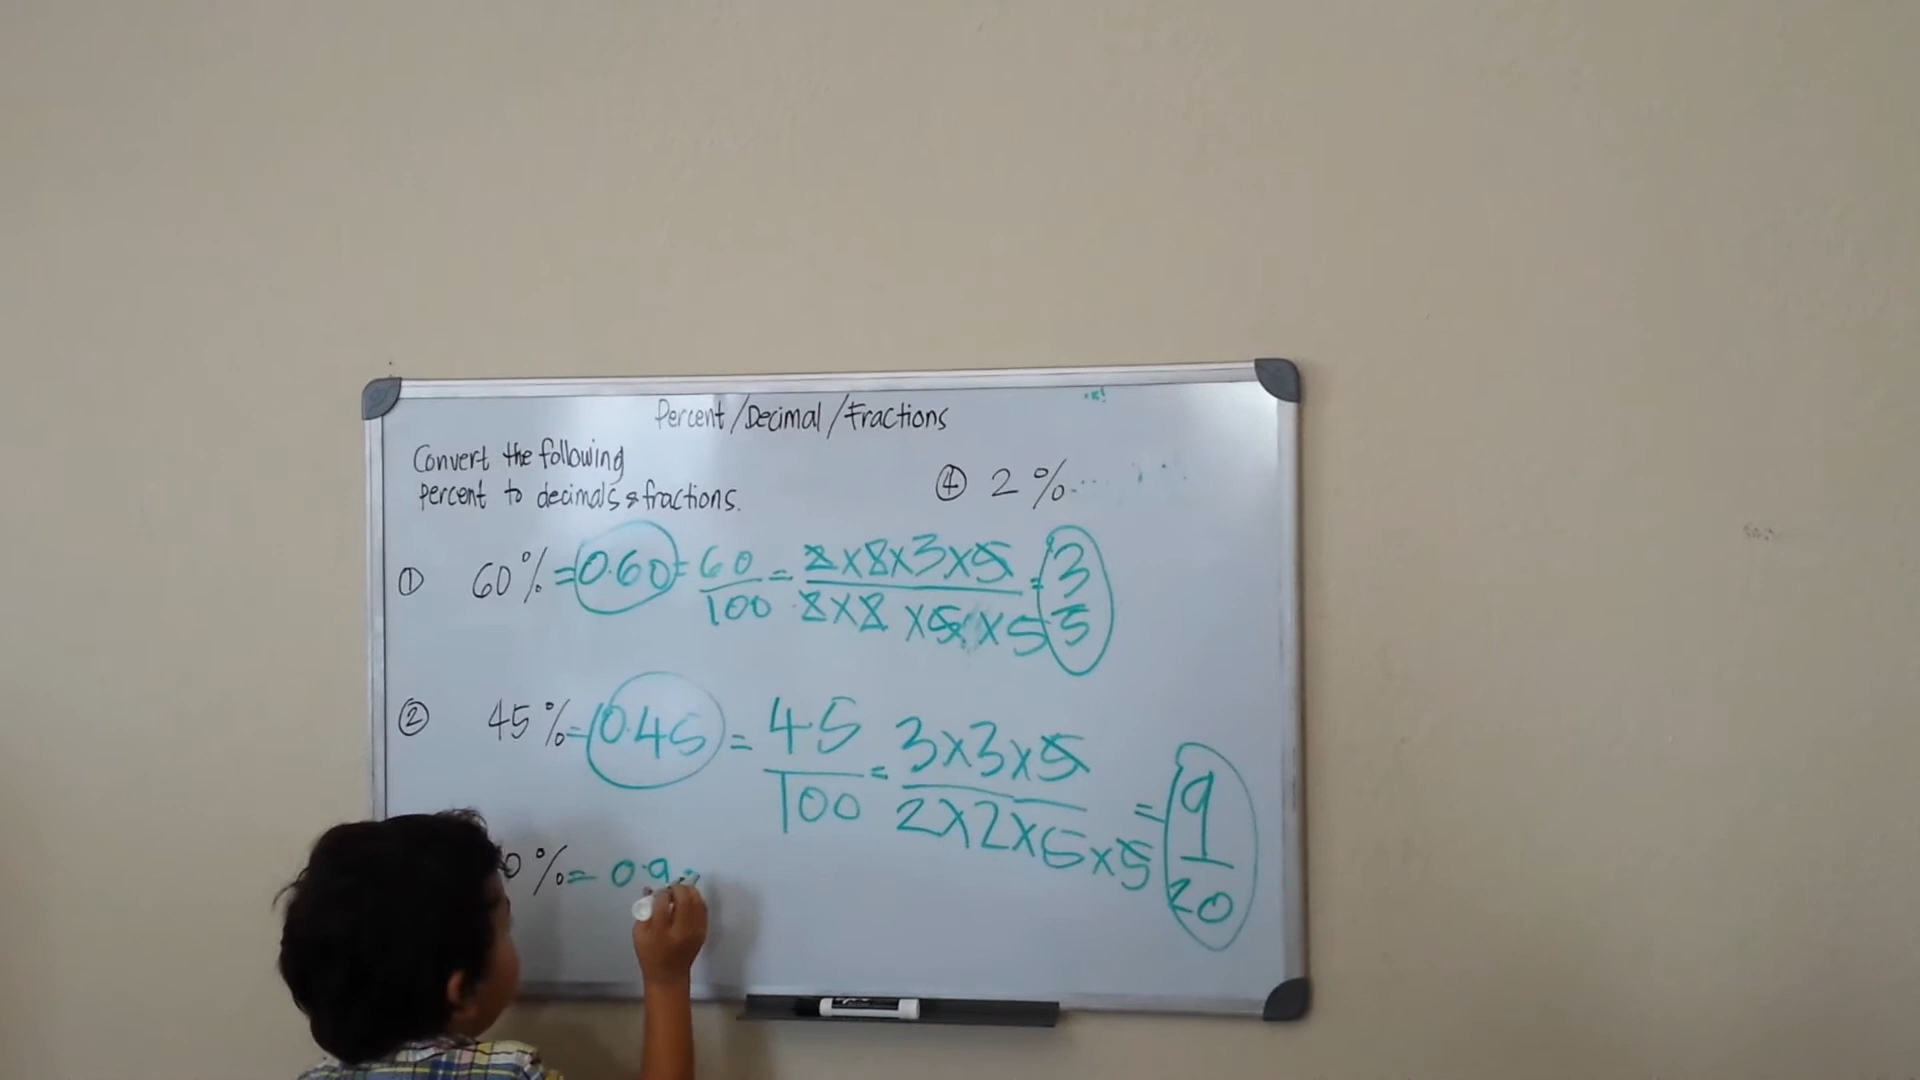 Percent/Decimal/Fractions
Convert the following
percent to decimals & fractions.
④ 2%
① 60% = 0.60 = 60/100 = 2x2x3x5/2x2x5x5 = 3/5
② 45% = 0.45 = 45/100 = 3x3x5/2x2x5x5 = 9/20
0% = 0.9